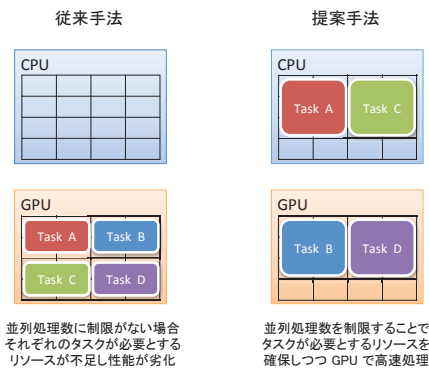 従来手法
CPU
GPU
Task A
Task B
Task C
Task D
並列処理数に制限がない場合
それぞれのタスクが必要とする
リソースが不足し性能が劣化
提案手法
CPU
Task A
Task C
GPU
Task B
Task D
並列処理数を制限することで
タスクが必要とするリソースを
確保しつつ GPU で高速処理